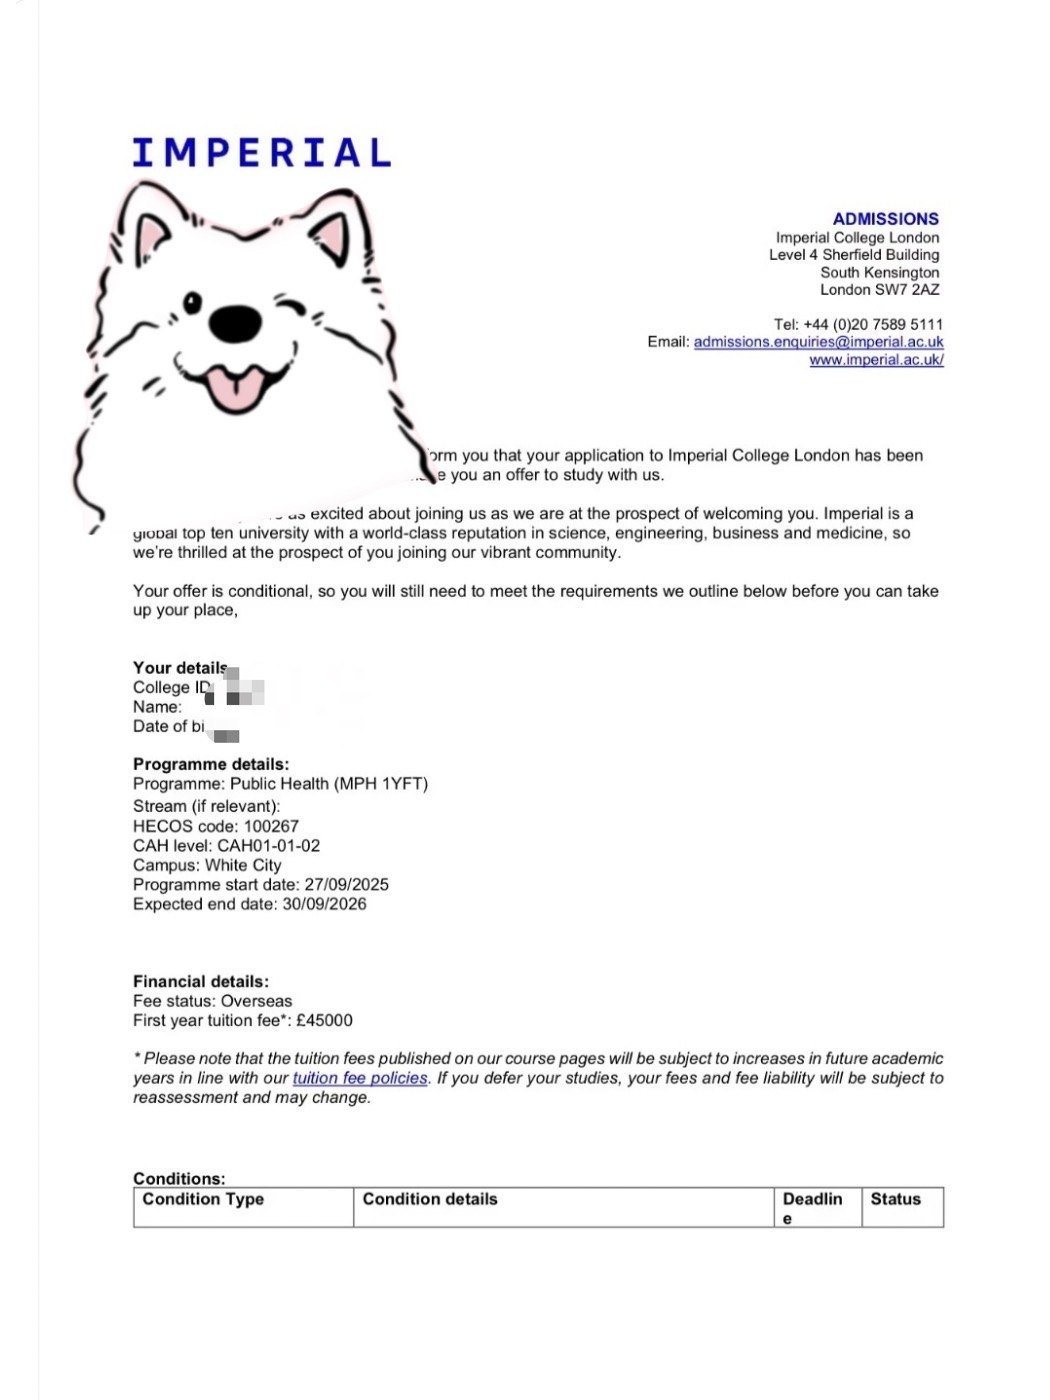 IMPERIAL
ADMISSIONS
Imperial College London
Level 4 Sherfield Building
South Kensington
London SW7 2AZ
Tel: +44 (0)20 7589 5111
Email: admissions.enquiries@imperial.ac.uk
www.imperial.ac.uk/
you that your application to Imperial College London has been
you an offer to study with us.
as excited about joining us as we are at the prospect of welcoming you. Imperial is a
global top ten university with a world-class reputation in science, engineering, business and medicine, so
we're thrilled at the prospect of you joining our vibrant community.
Your offer is conditional, so you will still need to meet the requirements we outline below before you can take
up your place,
Your details
College ID
Name:
Date of bi
Programme details:
Programme: Public Health (MPH 1YFT)
Stream (if relevant):
HECOS code: 100267
CAH level: CAH01-01-02
Campus: White City
Programme start date: 27/09/2025
Expected end date: 30/09/2026
Financial details:
Fee status: Overseas
First year tuition fee*: £45000
* Please note that the tuition fees published on our course pages will be subject to increases in future academic
years in line with our tuition fee policies. If you defer your studies, your fees and fee liability will be subject to
reassessment and may change.
Conditions:
Condition Type Condition details Deadlin Status
e